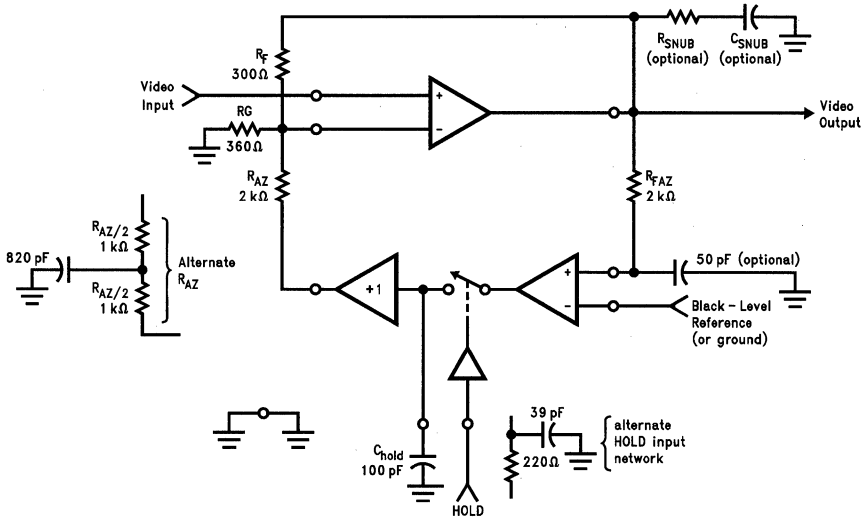 RF
300Ω
RSNUB
(optional)
CSNUB
(optional)
Video
Input
+
−
Video
Output
RG
360Ω
RAZ
2 kΩ
RFAZ
2 kΩ
RAZ/2
1 kΩ
820 pF
Alternate
RAZ
RAZ/2
1 kΩ
+1
+
−
50 pF (optional)
Black–Level
Reference
(or ground)
Chold
100 pF
39 pF
220Ω
alternate
HOLD input
network
HOLD